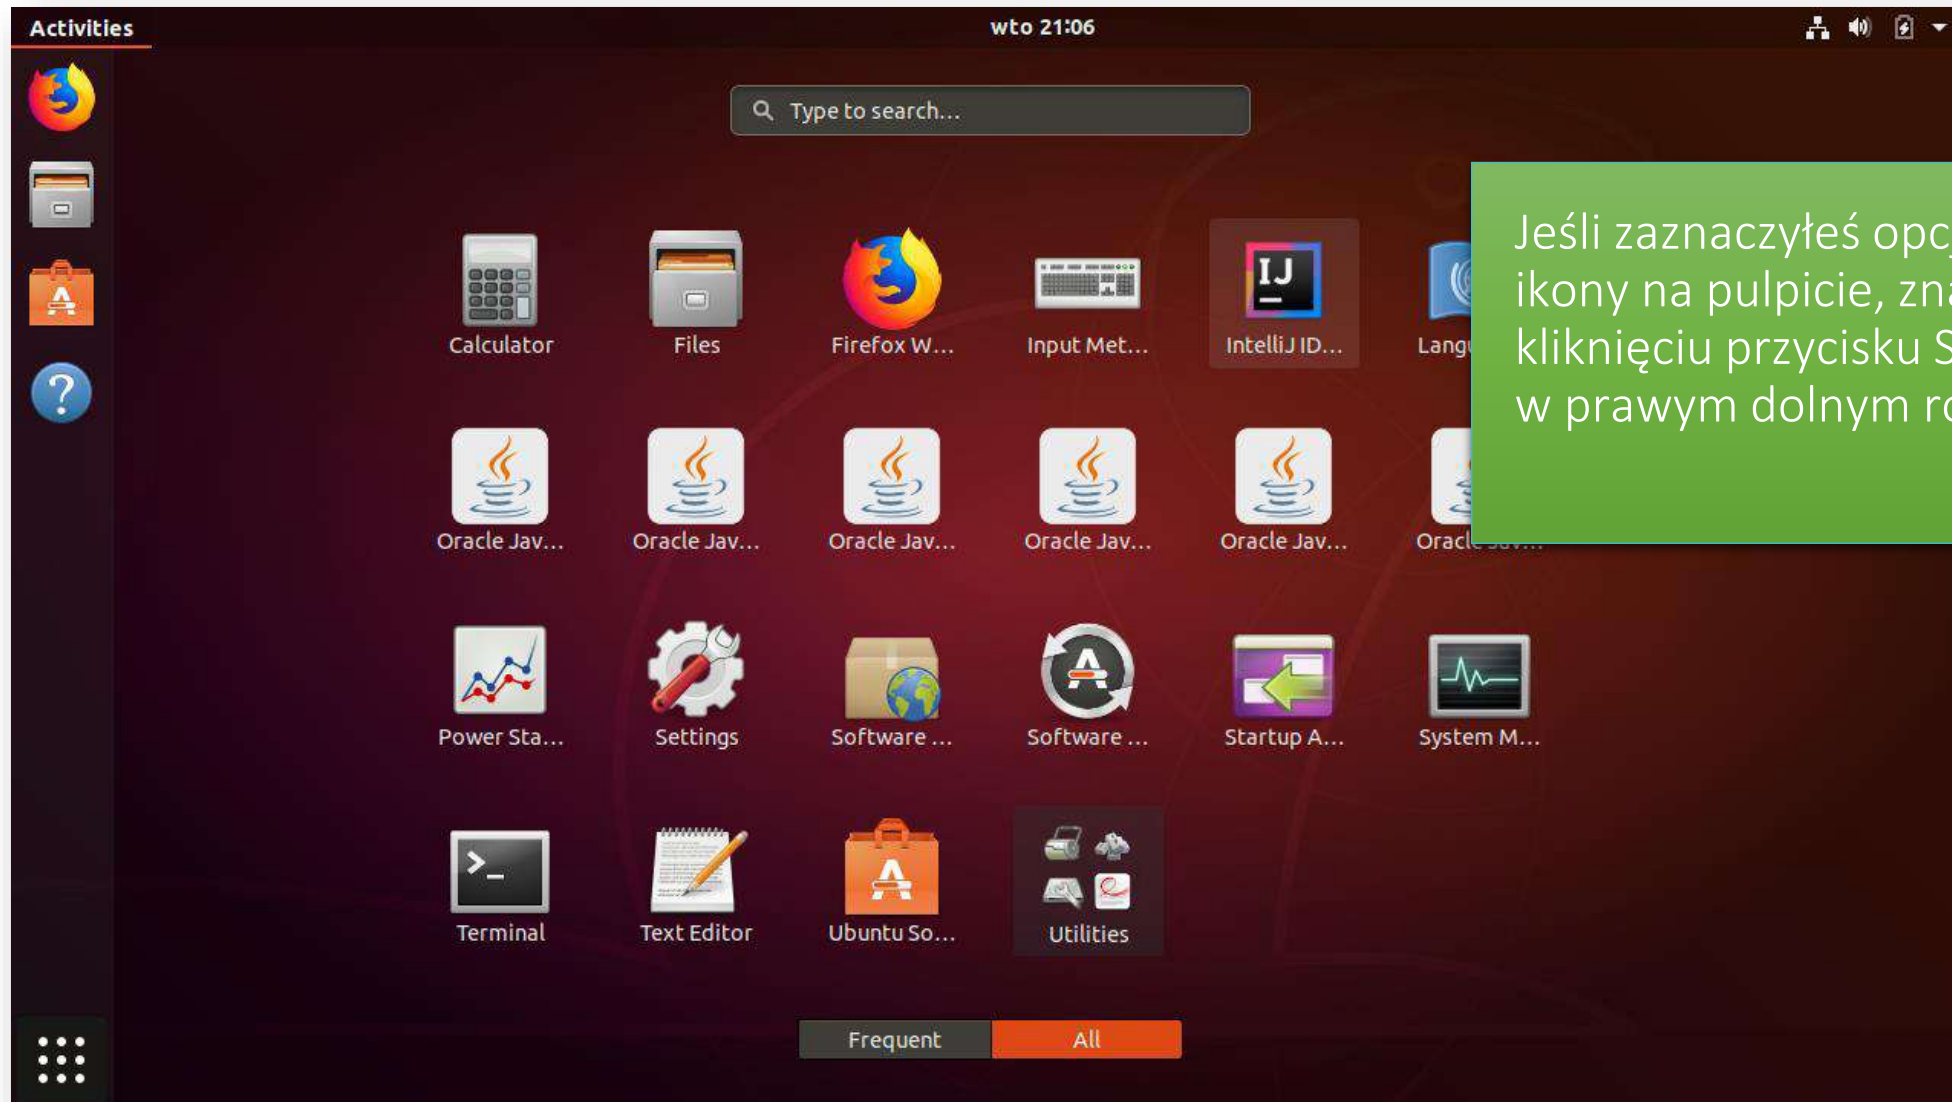 Activities
wto 21:06
Type to search...
Jeśli zaznaczyłeś
ikony na pulpicie,
kliknięciu przycisku
w prawym dolnym
Calculator
Files
Firefox W...
Input Met...
IntelliJ ID...
IJ
Oracle Jav...
Oracle Jav...
Oracle Jav...
Oracle Jav...
Oracle Jav...
Power Sta...
Settings
Software ...
Software ...
Startup A...
System M...
Terminal
Text Editor
Ubuntu So...
Utilities
Frequent
All